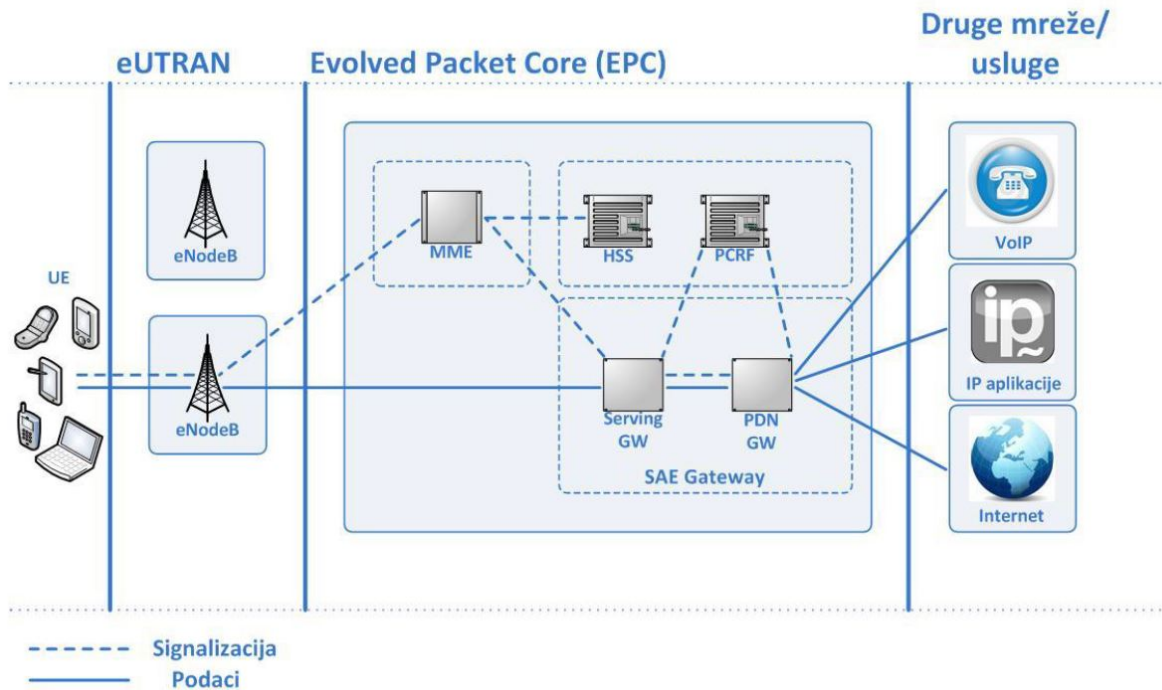 eUTRAN
Evolved Packet Core (EPC)
Druge mreže/
usluge
eNodeB
MME
HSS
PCRF
VoIP
UE
ip
~
eNodeB
Serving
GW
PDN
GW
IP aplikacije
SAE Gateway
Internet
Signalizacija
Podaci